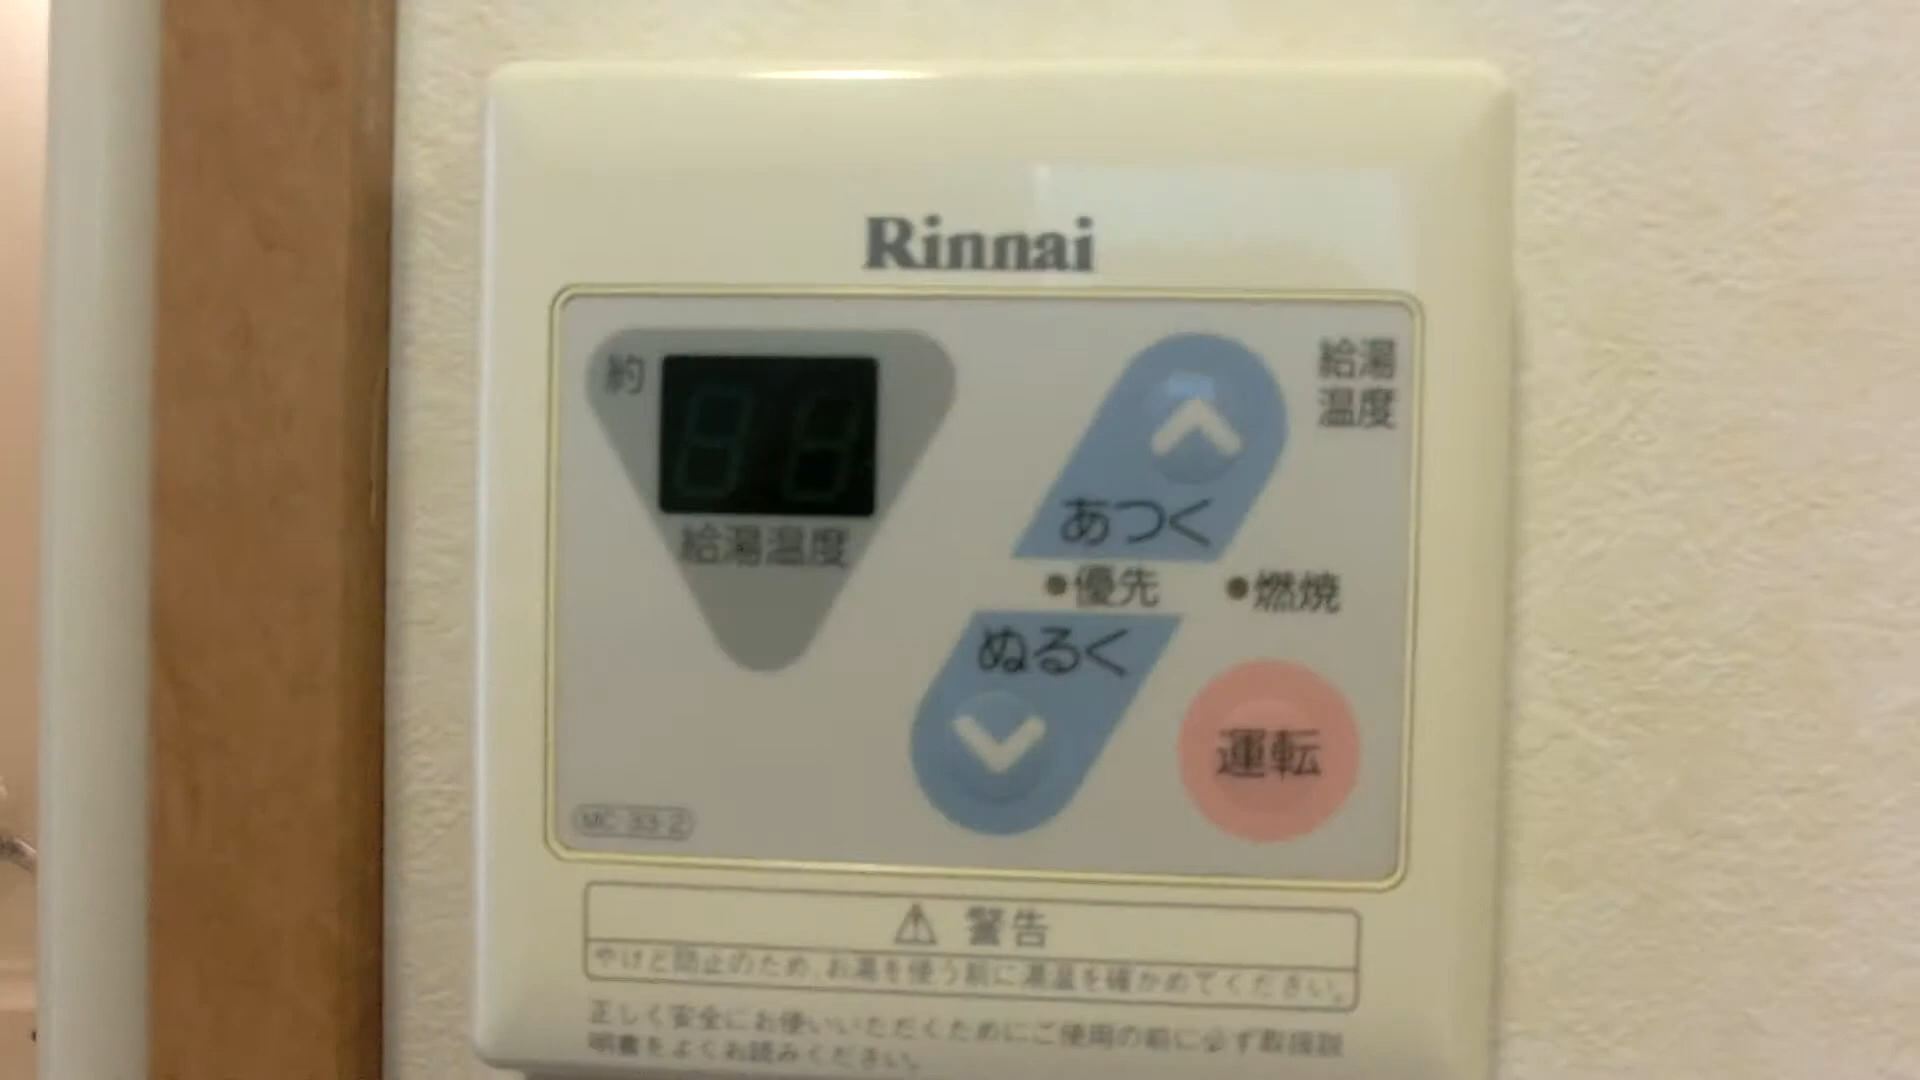 Rinnai
約
給湯温度
給湯
温度
あつく
優先
燃焼
ぬるく
運転
MC-33-2
警告
やけど防止のため、お湯を使う前に湯温を確かめてください。
正しく安全にお使いいただくためにご使用の前に必ず取扱説
明書をよくお読みください。